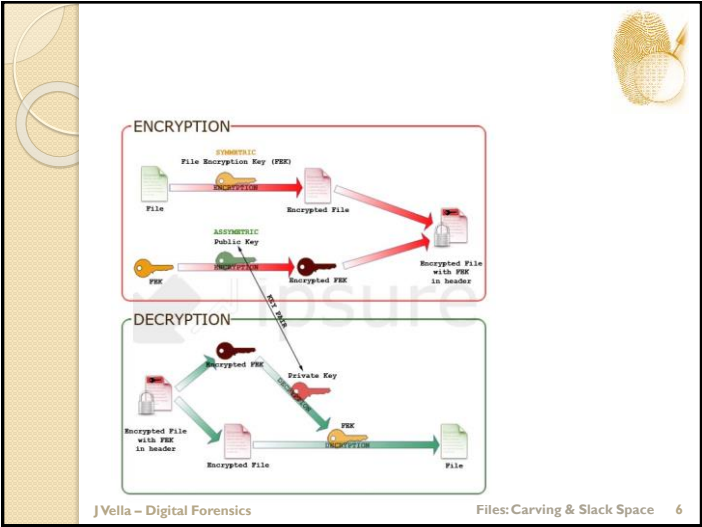 ENCRYPTION
SYMMETRIC
File Encryption Key (FEK)
ENCRYPTION
File
Encrypted File
ASSYMETRIC
Public Key
ENCRYPTION
FEK
Encrypted FEK
Encrypted File
with FEK
in header
KEY PAIR
ipsure
DECRYPTION
Encrypted FEK
Private Key
DECRYPTION
Encrypted File
with FEK
in header
FEK
DECRYPTION
Encrypted File
File
J Vella – Digital Forensics
Files: Carving & Slack Space 6